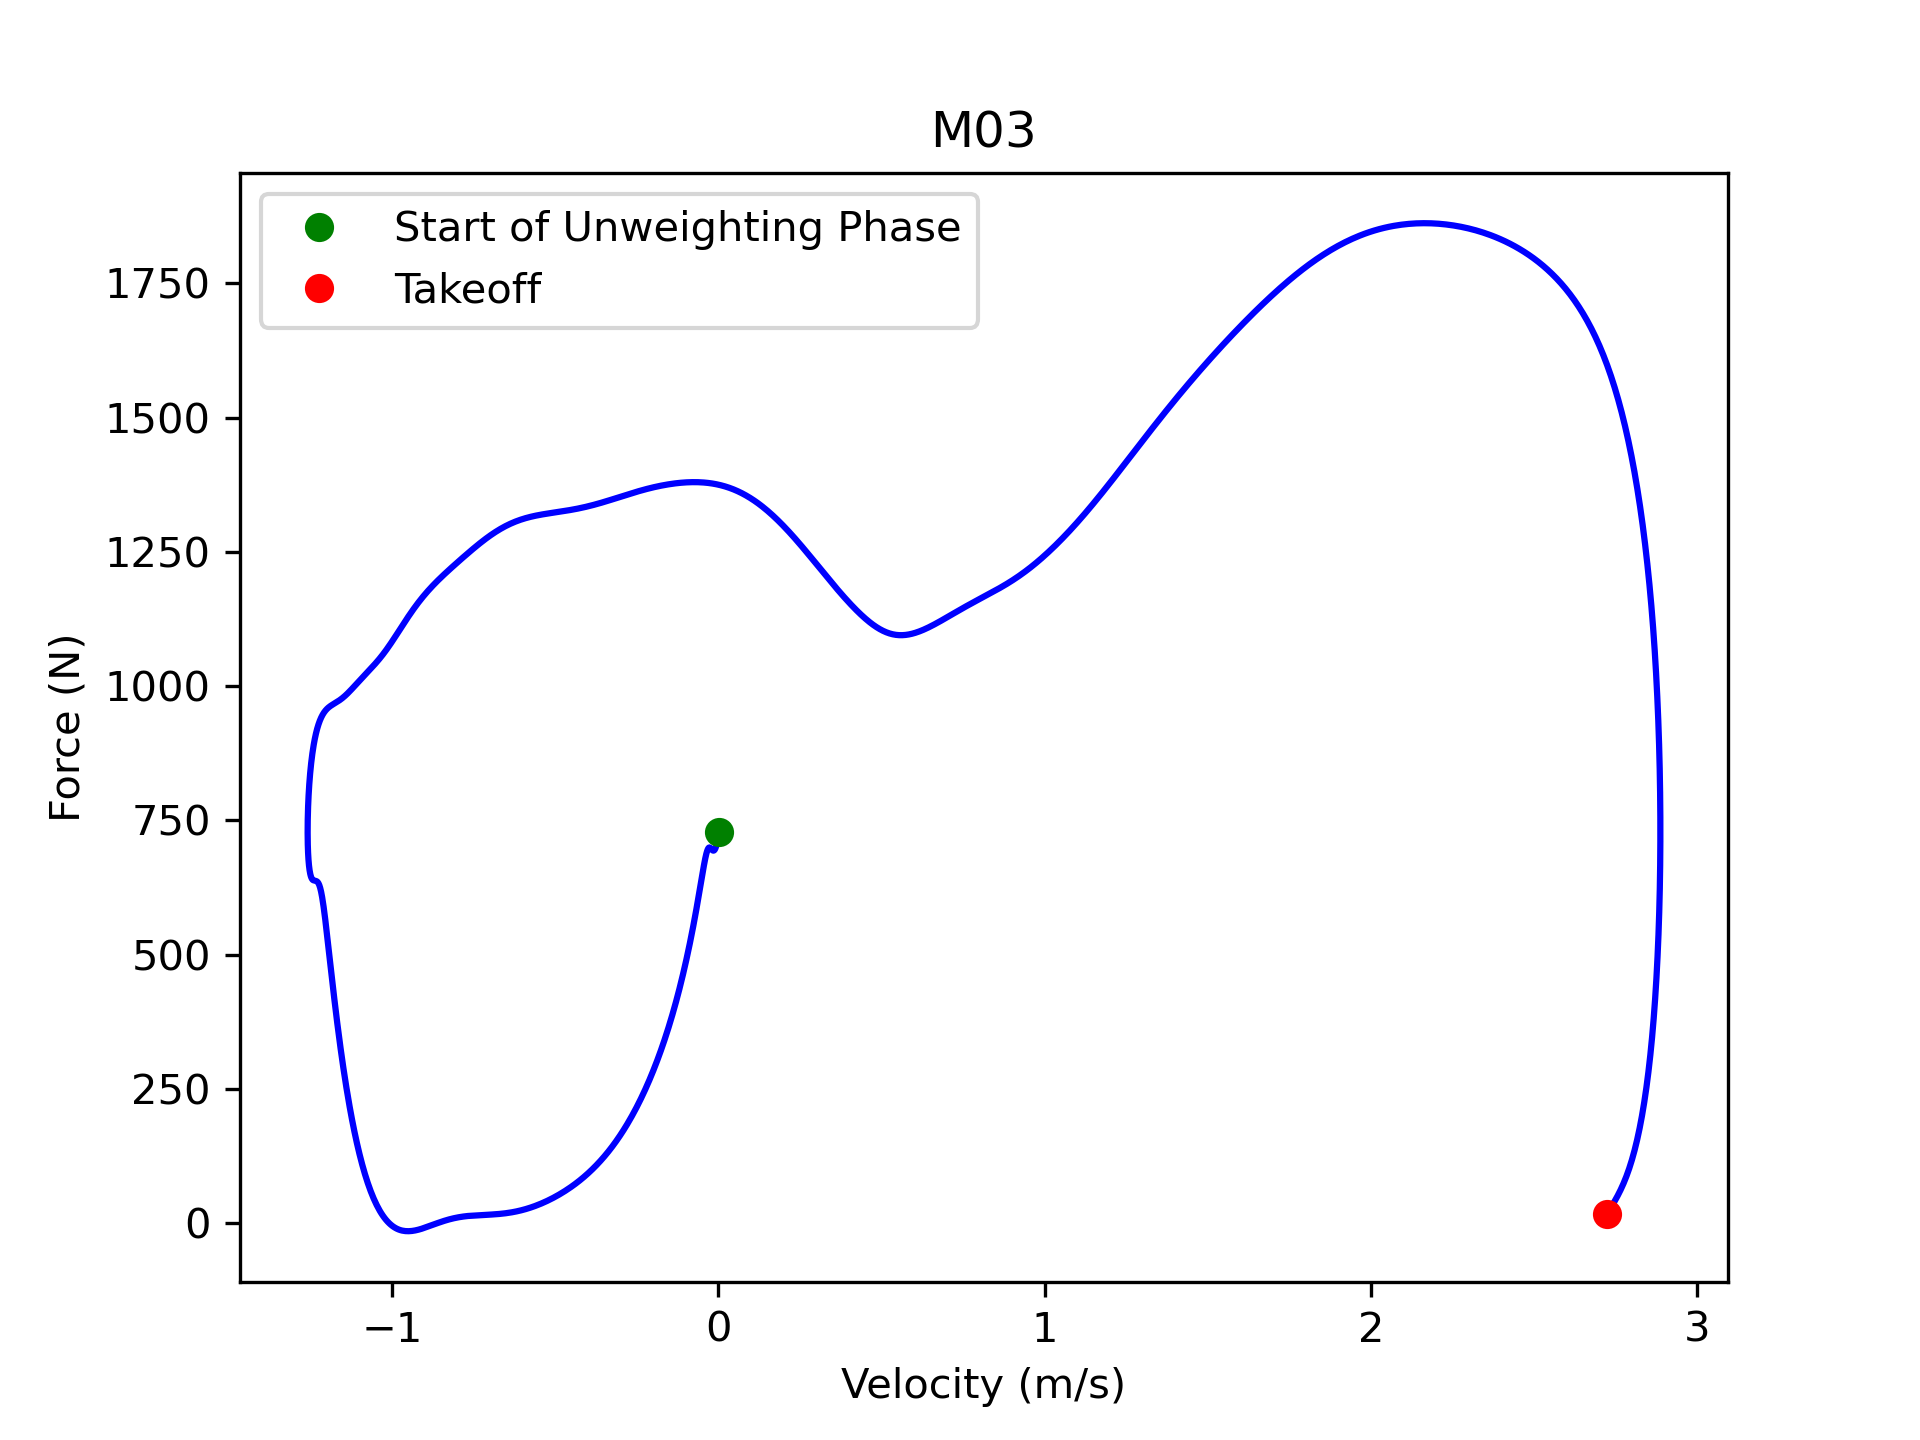 M03
Start of Unweighting Phase
Takeoff
1750
1500
1250
1000
750
500
250
0
Force (N)
−1 0 1 2 3
Velocity (m/s)